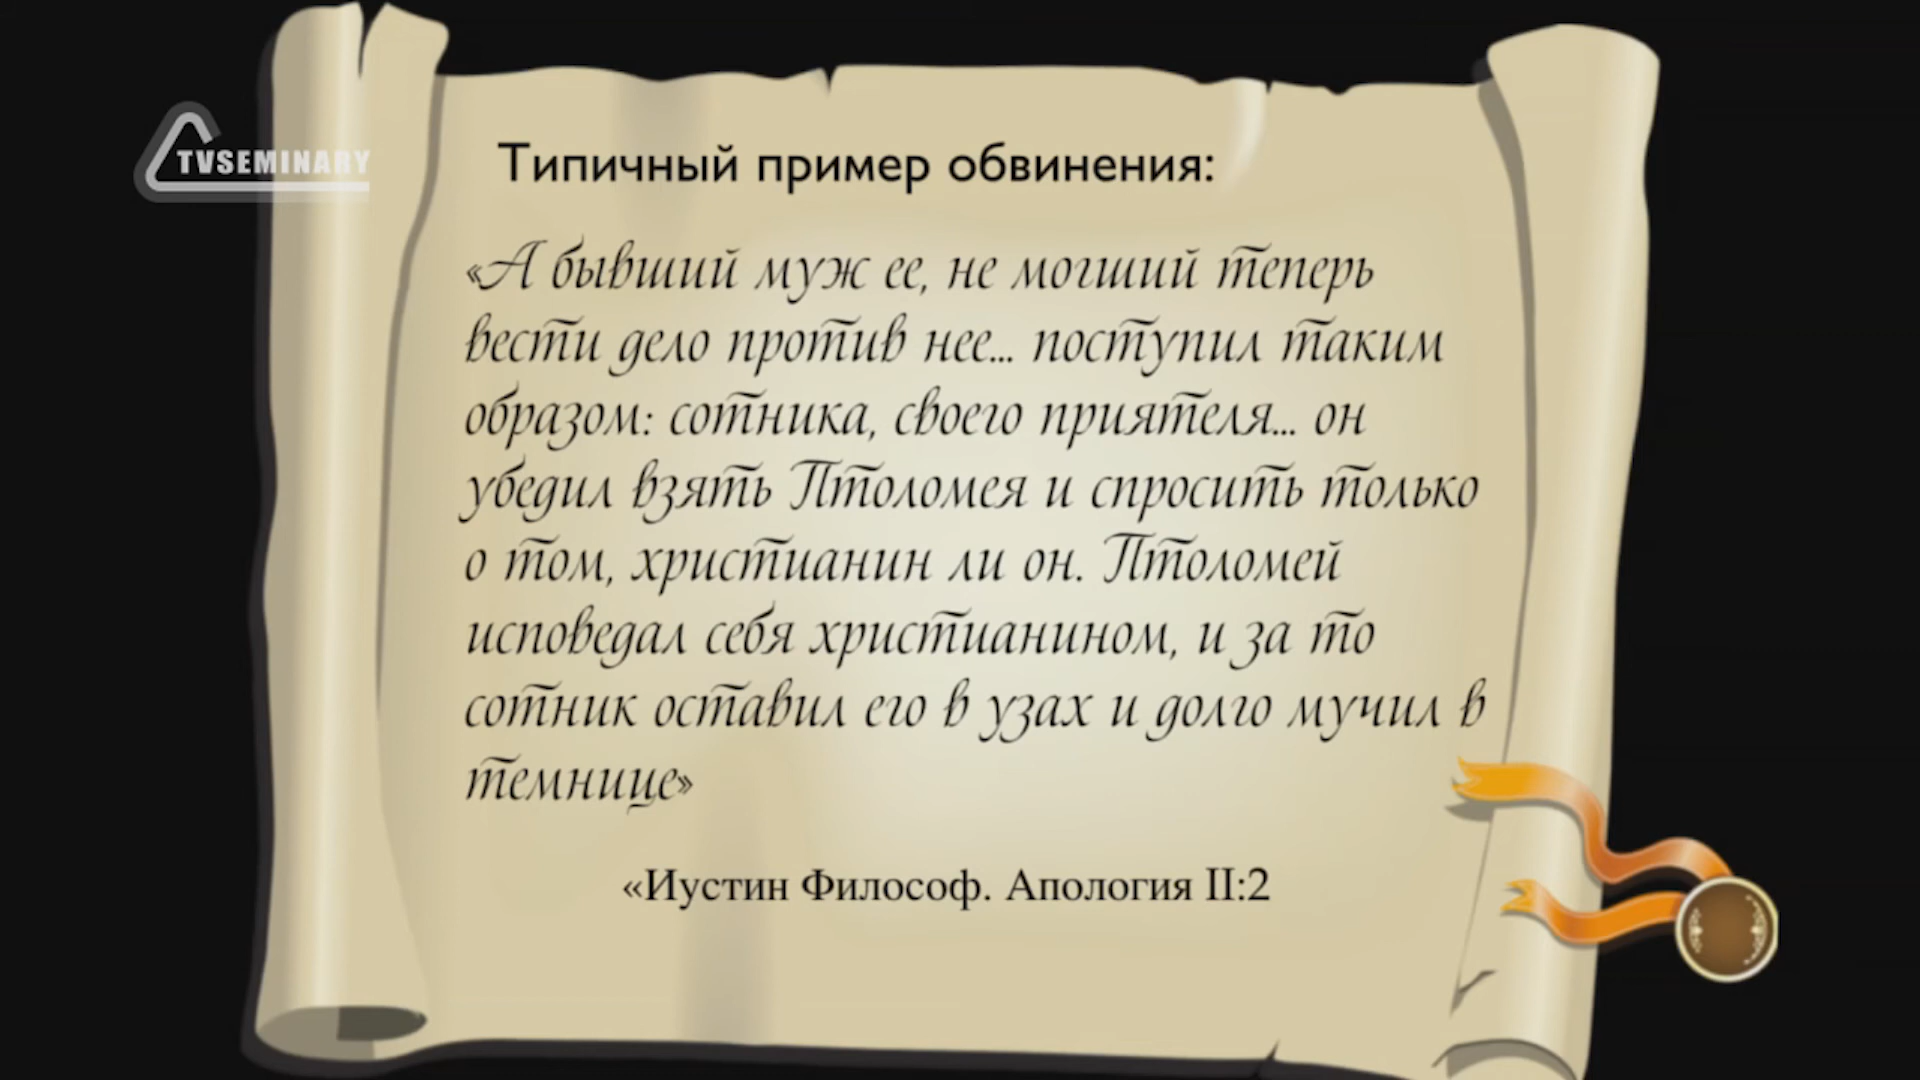 TVSEMINARY
Типичный пример обвинения:
«А бывший муж ее, не могший теперь
вести дело против нее... поступил таким
образом: сотника, своего приятеля... он
убедил взять Птоломея и спросить только
о том, христианин ли он. Птоломей
исповедал себя христианином, и за то
сотник оставил его в узах и долго мучил в
темнице»
«Иустин Философ. Апология II:2